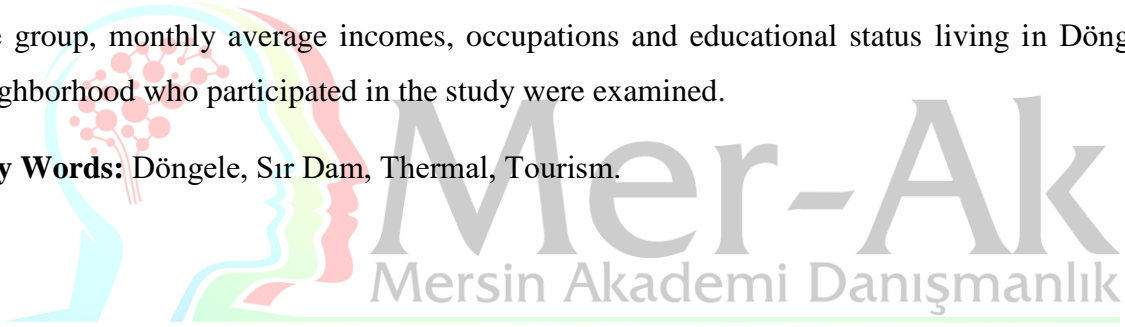 group, monthly average incomes, occupations and educational status living in Döng
ghborhood who participated in the study were examined.
Words: Döngele, Sır Dam, Thermal, Tourism.
Mer-Ak
Mersin Akademi Danışmanlık